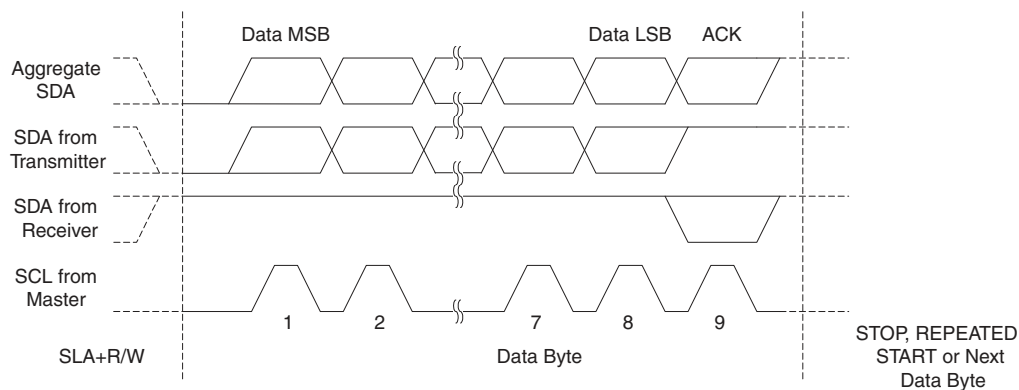 Data MSB
Data LSB
ACK
Aggregate
SDA
SDA from
Transmitter
SDA from
Receiver
SCL from
Master
1
2
7
8
9
SLA+R/W
Data Byte
STOP, REPEATED
START or Next
Data Byte